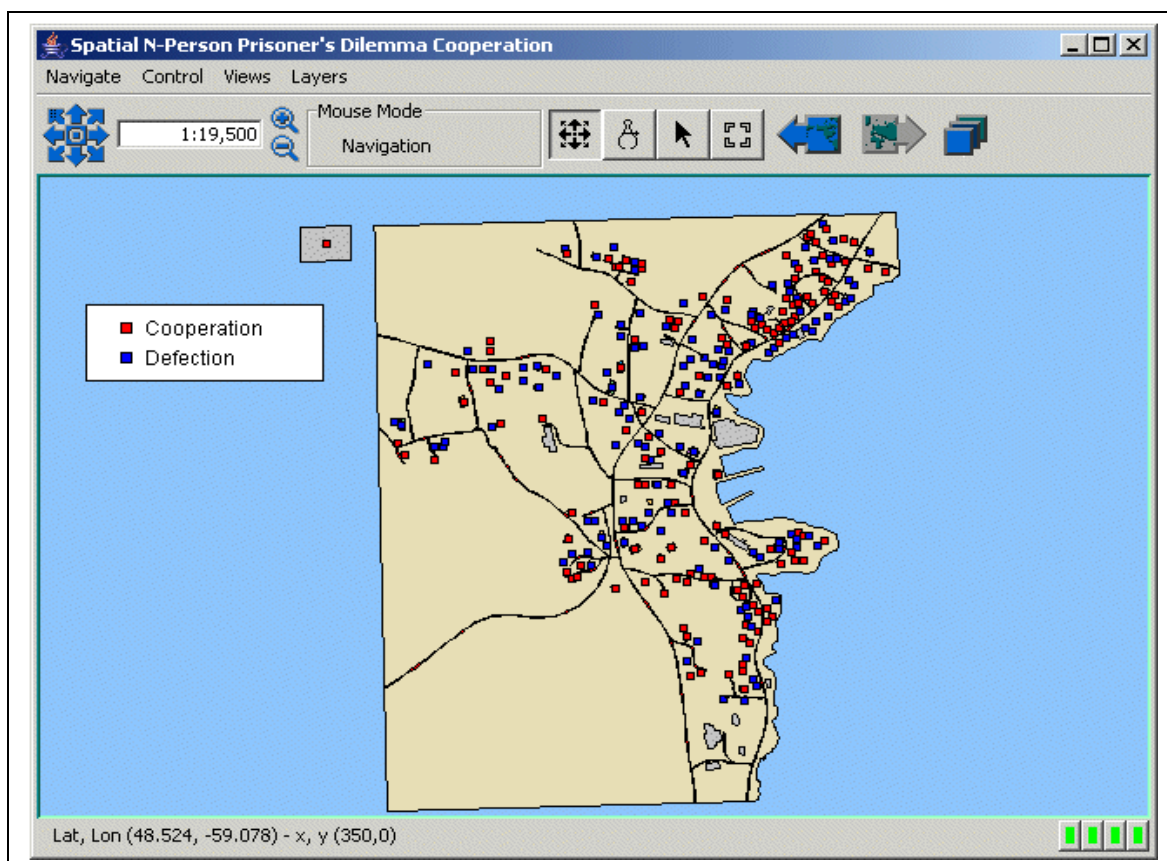 Spatial N-Person Prisoner's Dilemma Cooperation
Navigate Control Views Layers
Mouse Mode
1:19,500
Navigation
Cooperation
Defection
Lat, Lon (48.524, -59.078) - x, y (350,0)